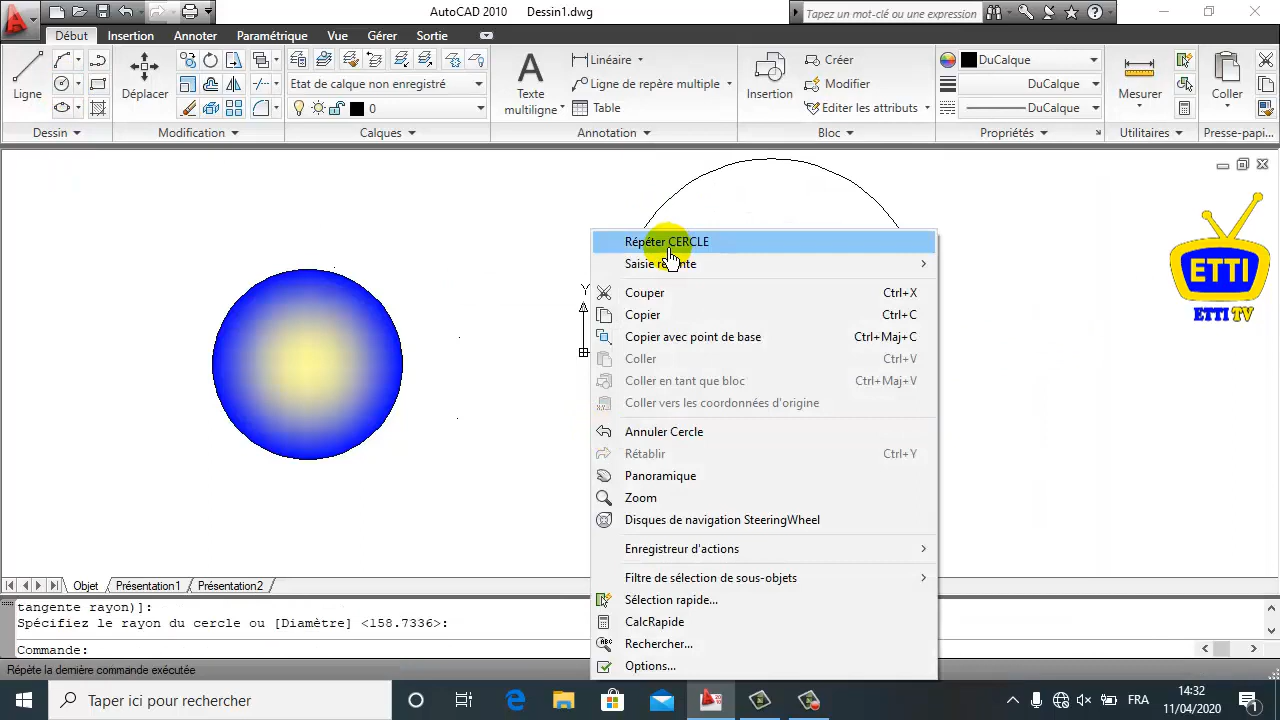 AutoCAD 2010 Dessin1.dwg
Tapez un mot-clé ou une expression
Début Insertion Annoter Paramétrique Vue Gérer Sortie
Ligne
Déplacer
Etat de calque non enregistré
0
Texte
multiligne
Linéaire
Ligne de repère multiple
Table
Insertion
Créer
Modifier
Editer les attributs
DuCalque
DuCalque
DuCalque
Mesurer
Coller
Dessin Modification Calques Annotation Bloc Propriétés Utilitaires Presse-papi...
Y
Répéter CERCLE
Couper Ctrl+X
Copier Ctrl+C
Copier avec point de base Ctrl+Maj+C
Coller Ctrl+V
Coller en tant que bloc Ctrl+Maj+V
Coller vers les coordonnées d'origine
Annuler Cercle
Rétablir Ctrl+Y
Panoramique
Zoom
Disques de navigation SteeringWheel
Enregistreur d'actions
Filtre de sélection de sous-objets
Sélection rapide...
CalcRapide
Rechercher...
Options...
ETTI
ETTI TV
Objet Présentation1 Présentation2
tangente rayon)]:
Spécifiez le rayon du cercle ou [Diamètre] <158.7336>:
Commande:
Répète la dernière commande exécutée
Taper ici pour rechercher
FRA
14:32
11/04/2020
1